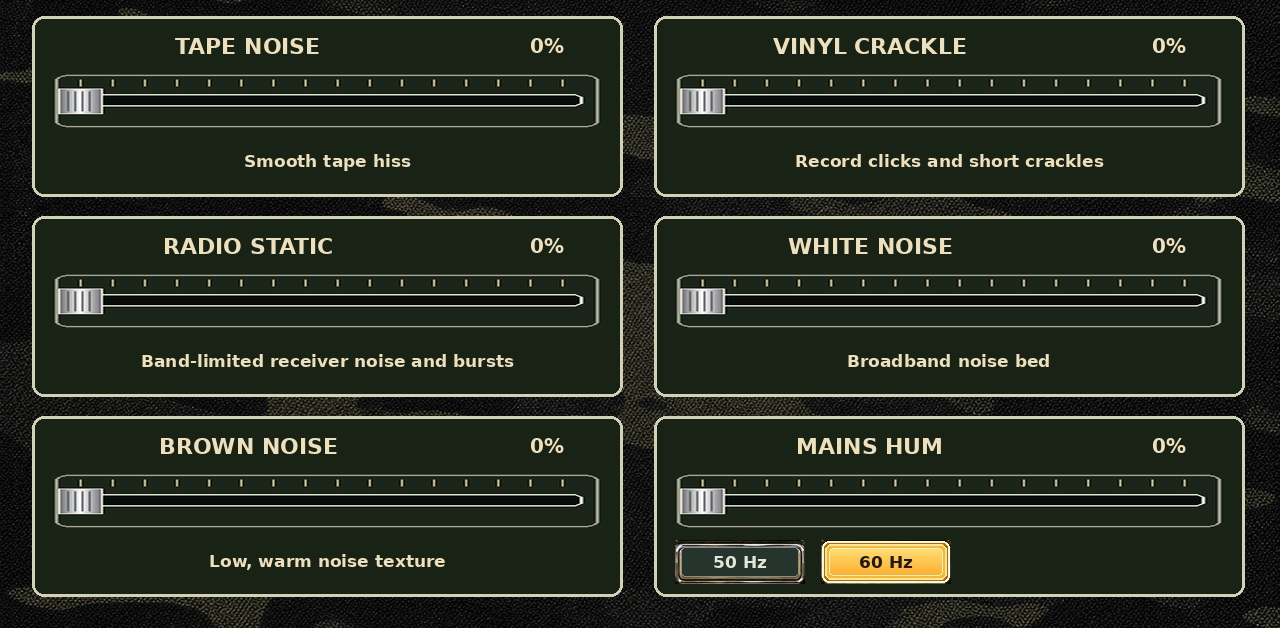 TAPE NOISE 0%
Smooth tape hiss
VINYL CRACKLE 0%
Record clicks and short crackles
RADIO STATIC 0%
Band-limited receiver noise and bursts
WHITE NOISE 0%
Broadband noise bed
BROWN NOISE 0%
Low, warm noise texture
MAINS HUM 0%
50 Hz 60 Hz